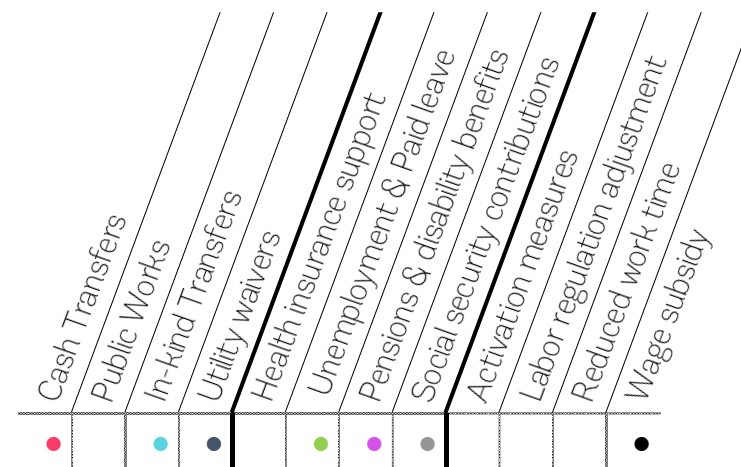 Cash Transfers
Public Works
In-kind Transfers
Utility waivers
Health insurance support
Unemployment & Paid leave
Pensions & disability benefits
Social security contributions
Activation measures
Labor regulation adjustment
Reduced work time
Wage subsidy